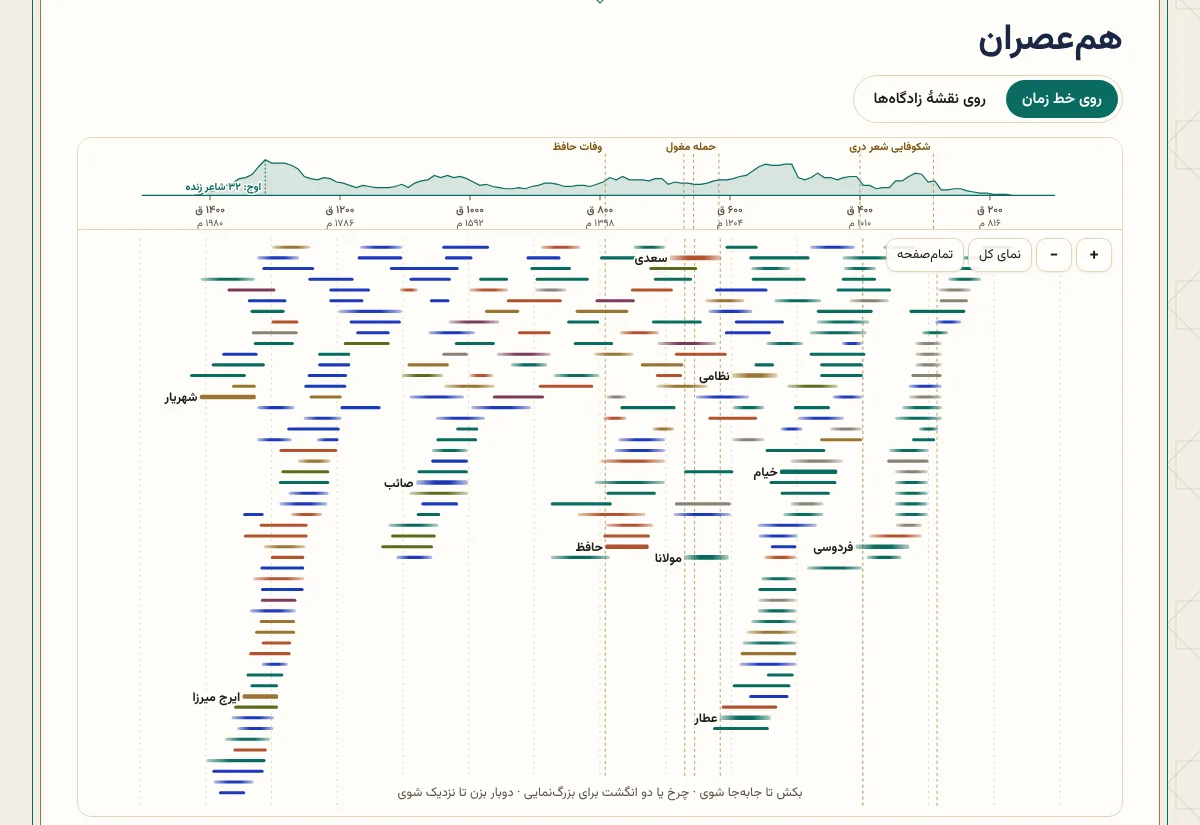 هم‌عصران
روی خط زمان
روی نقشهٔ زادگاه‌ها
شکوفایی شعر دری
حمله مغول
وفات حافظ
اوج: ۳۲ شاعر زنده
۲۰۰ ق
۴۰۰ ق
۶۰۰ ق
۸۰۰ ق
۱۰۰۰ ق
۱۲۰۰ ق
۱۴۰۰ ق
۸۱۶ م
۱۰۱۰ م
۱۲۰۴ م
۱۳۹۸ م
۱۵۹۲ م
۱۷۸۶ م
۱۹۸۰ م
+
−
نمای کل
تمام‌صفحه
سعدی
نظامی
شهریار
خیام
صائب
فردوسی
حافظ
مولانا
ایرج میرزا
عطار
بکش تا جابه‌جا شوی · چرخ یا دو انگشت برای بزرگ‌نمایی · دوبار بزن تا نزدیک شوی